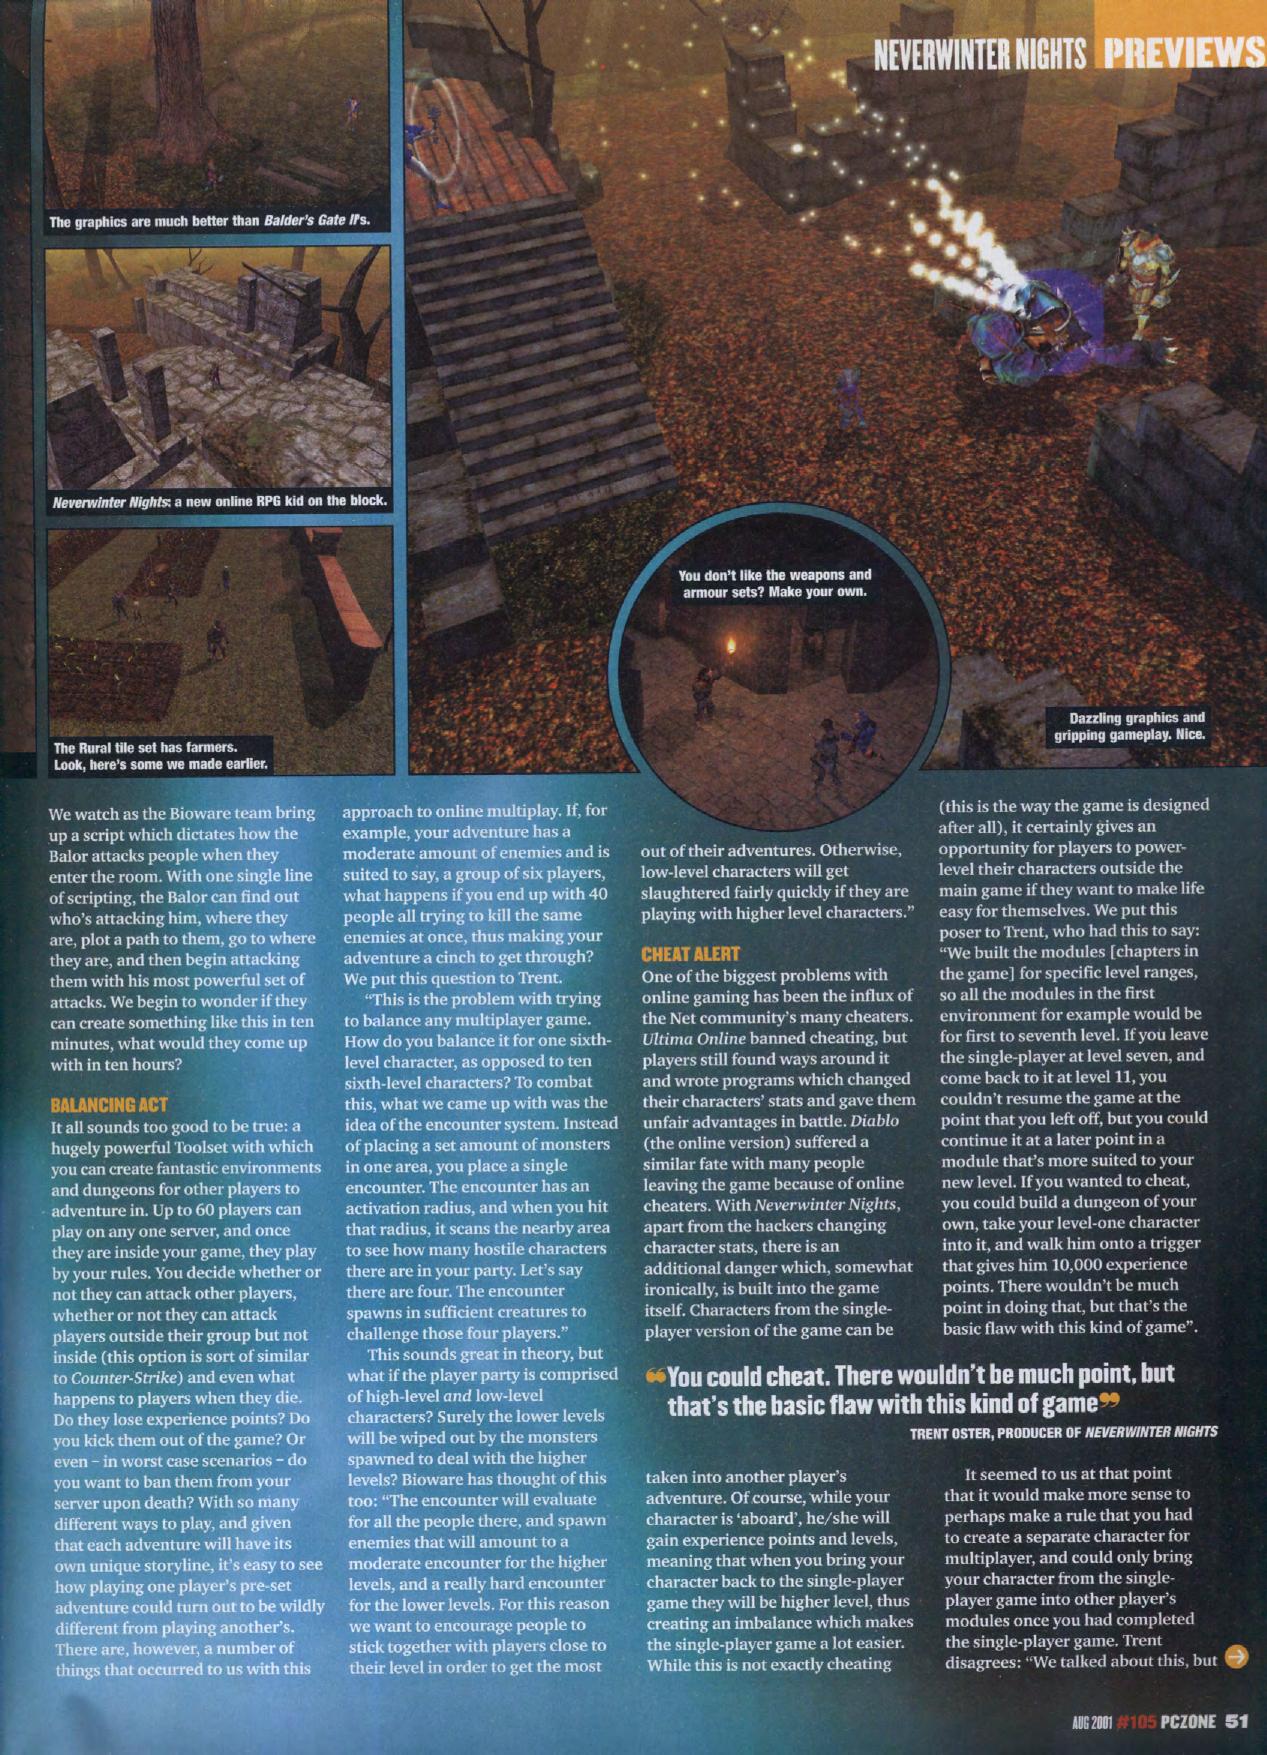 NEVERWINTER NIGHTS PREVIEWS
The graphics are much better than Balder's Gate II's.
Neverwinter Nights: a new online RPG kid on the block.
The Rural tile set has farmers.
Look, here's some we made earlier.
You don't like the weapons and
armour sets? Make your own.
Dazzling graphics and
gripping gameplay. Nice.
We watch as the Bioware team bring
up a script which dictates how the
Balor attacks people when they
enter the room. With one single line
of scripting, the Balor can find out
who's attacking him, where they
are, plot a path to them, go to where
they are, and then begin attacking
them with his most powerful set of
attacks. We begin to wonder if they
can create something like this in ten
minutes, what would they come up
with in ten hours?
BALANCING ACT
It all sounds too good to be true: a
hugely powerful Toolset with which
you can create fantastic environments
and dungeons for other players to
adventure in. Up to 60 players can
play on any one server, and once
they are inside your game, they play
by your rules. You decide whether or
not they can attack other players,
whether or not they can attack
players outside their group but not
inside (this option is sort of similar
to Counter-Strike) and even what
happens to players when they die.
Do they lose experience points? Do
you kick them out of the game? Or
even – in worst case scenarios – do
you want to ban them from your
server upon death? With so many
different ways to play, and given
that each adventure will have its
own unique storyline, it's easy to see
how playing one player's pre-set
adventure could turn out to be wildly
different from playing another's.
There are, however, a number of
things that occurred to us with this
approach to online multiplay. If, for
example, your adventure has a
moderate amount of enemies and is
suited to say, a group of six players,
what happens if you end up with 40
people all trying to kill the same
enemies at once, thus making your
adventure a cinch to get through?
We put this question to Trent.
"This is the problem with trying
to balance any multiplayer game.
How do you balance it for one sixth-
level character, as opposed to ten
sixth-level characters? To combat
this, what we came up with was the
idea of the encounter system. Instead
of placing a set amount of monsters
in one area, you place a single
encounter. The encounter has an
activation radius, and when you hit
that radius, it scans the nearby area
to see how many hostile characters
there are in your party. Let's say
there are four. The encounter
spawns in sufficient creatures to
challenge those four players."
This sounds great in theory, but
what if the player party is comprised
of high-level and low-level
characters? Surely the lower levels
will be wiped out by the monsters
spawned to deal with the higher
levels? Bioware has thought of this
too: "The encounter will evaluate
for all the people there, and spawn
enemies that will amount to a
moderate encounter for the higher
levels, and a really hard encounter
for the lower levels. For this reason
we want to encourage people to
stick together with players close to
their level in order to get the most
out of their adventures. Otherwise,
low-level characters will get
slaughtered fairly quickly if they are
playing with higher level characters."
CHEAT ALERT
One of the biggest problems with
online gaming has been the influx of
the Net community's many cheaters.
Ultima Online banned cheating, but
players still found ways around it
and wrote programs which changed
their characters' stats and gave them
unfair advantages in battle. Diablo
(the online version) suffered a
similar fate with many people
leaving the game because of online
cheaters. With Neverwinter Nights,
apart from the hackers changing
character stats, there is an
additional danger which, somewhat
ironically, is built into the game
itself. Characters from the single-
player version of the game can be
taken into another player's
adventure. Of course, while your
character is 'aboard', he/she will
gain experience points and levels,
meaning that when you bring your
character back to the single-player
game they will be higher level, thus
creating an imbalance which makes
the single-player game a lot easier.
While this is not exactly cheating
(this is the way the game is designed
after all), it certainly gives an
opportunity for players to power-
level their characters outside the
main game if they want to make life
easy for themselves. We put this
poser to Trent, who had this to say:
"We built the modules [chapters in
the game] for specific level ranges,
so all the modules in the first
environment for example would be
for first to seventh level. If you leave
the single-player at level seven, and
come back to it at level 11, you
couldn't resume the game at the
point that you left off, but you could
continue it at a later point in a
module that's more suited to your
new level. If you wanted to cheat,
you could build a dungeon of your
own, take your level-one character
into it, and walk him onto a trigger
that gives him 10,000 experience
points. There wouldn't be much
point in doing that, but that's the
basic flaw with this kind of game".
"You could cheat. There wouldn't be much point, but
that's the basic flaw with this kind of game"
TRENT OSTER, PRODUCER OF NEVERWINTER NIGHTS
It seemed to us at that point
that it would make more sense to
perhaps make a rule that you had
to create a separate character for
multiplayer, and could only bring
your character from the single-
player game into other player's
modules once you had completed
the single-player game. Trent
disagrees: "We talked about this, but
AUG 2001 #105 PCZONE 51